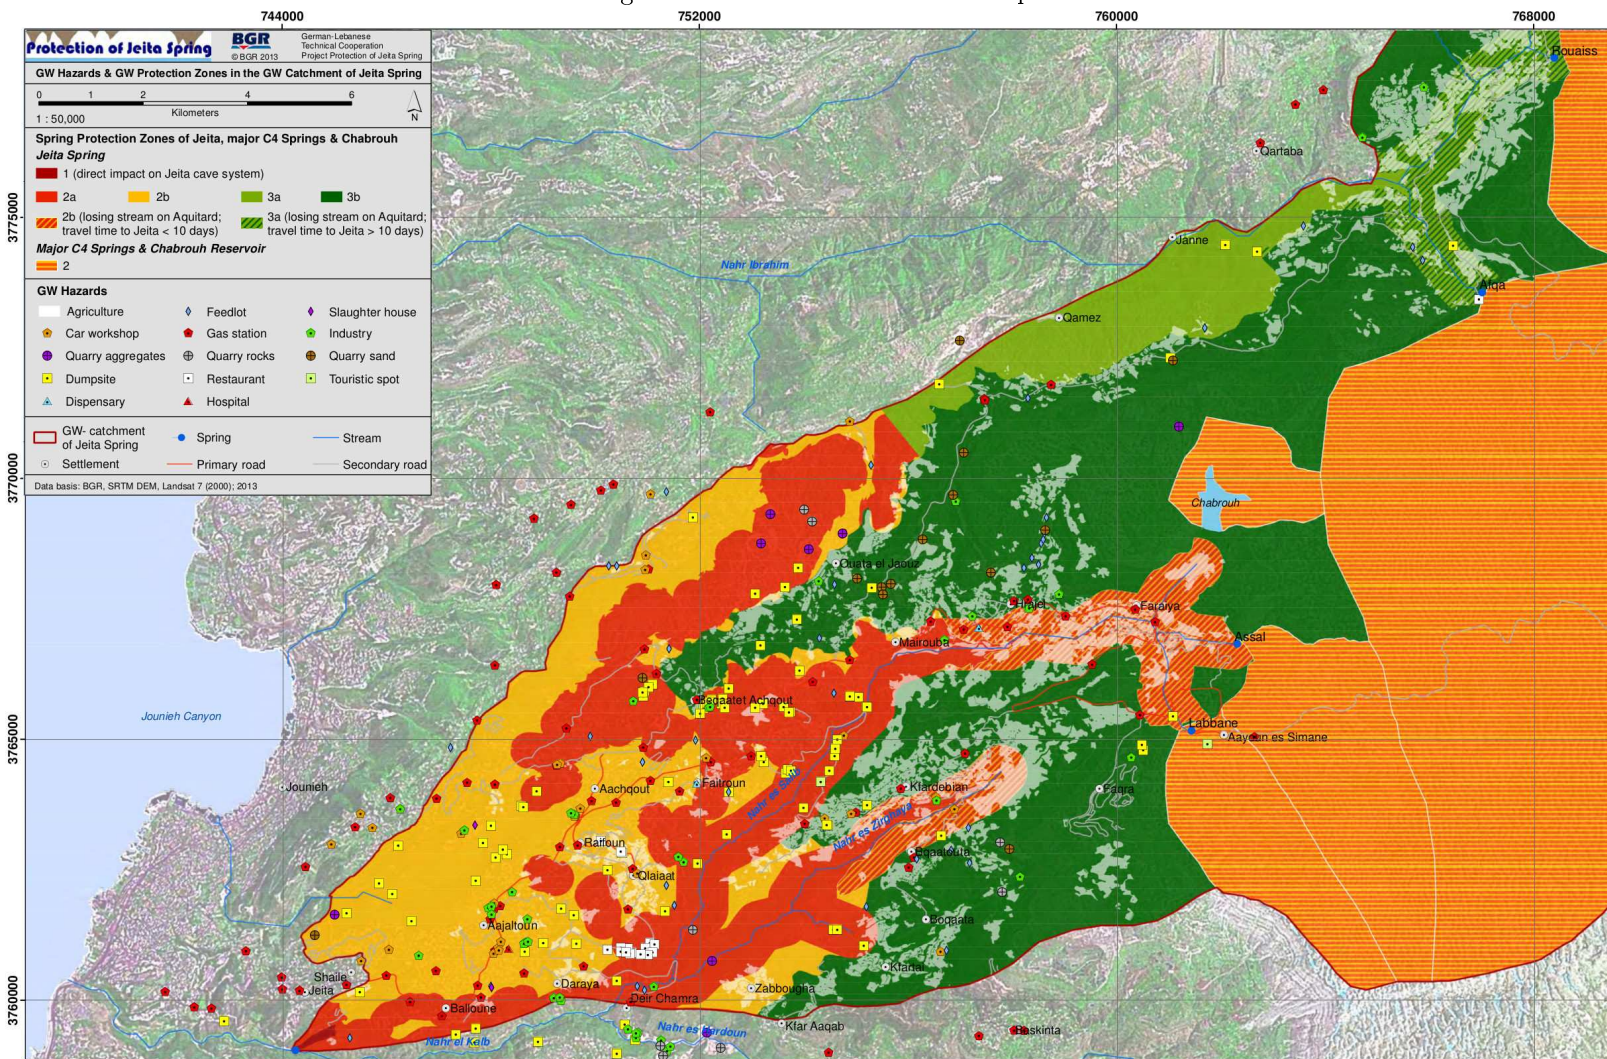 744000
752000
760000
768000
Protection of Jeita Spring
BGR
© BGR 2013
German-Lebanese
Technical Cooperation
Project Protection of Jeita Spring
GW Hazards & GW Protection Zones in the GW Catchment of Jeita Spring
0 1 2 4 6
Kilometers
1 : 50,000
N
Spring Protection Zones of Jeita, major C4 Springs & Chabrouh
Jeita Spring
1 (direct impact on Jeita cave system)
2a 2b 3a 3b
2b (losing stream on Aquitard;
travel time to Jeita < 10 days)
3a (losing stream on Aquitard;
travel time to Jeita > 10 days)
Major C4 Springs & Chabrouh Reservoir
2
GW Hazards
Agriculture Feedlot Slaughter house
Car workshop Gas station Industry
Quarry aggregates Quarry rocks Quarry sand
Dumpsite Restaurant Touristic spot
Dispensary Hospital
GW- catchment
of Jeita Spring
Spring Stream
Settlement Primary road Secondary road
Data basis: BGR, SRTM DEM, Landsat 7 (2000); 2013
3775000
3770000
3765000
3760000
Rouaiss
Qartaba
Janne
Nahr Ibrahim
Afqa
Qamez
Chabrouh
Ouata el Jaouz
Hrajel
Faraiya
Mairouba
Assal
Beqaatet Achqout
Jounieh Canyon
Labbane
Aayoun es Simane
Jounieh
Aachqout
Faitroun
Nahr es Salib
Kfardebian
Faqra
Nahr es Zirghaya
Raifoun
Bqaatouta
Qlaiaat
Aajaltoun
Boqaata
Kfartai
Shaile
Jeita
Daraya
Zabbougha
Deir Chamra
Balloune
Kfar Aaqab
Baskinta
Nahr es Hardoun
Nahr el Kalb